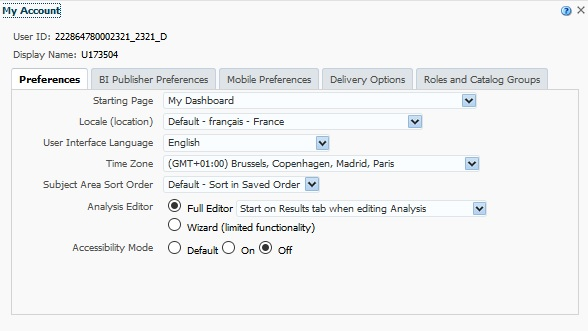 My Account
User ID: 222864780002321_2321_D
Display Name: U173504
Preferences BI Publisher Preferences Mobile Preferences Delivery Options Roles and Catalog Groups
Starting Page My Dashboard
Locale (location) Default - français - France
User Interface Language English
Time Zone (GMT+01:00) Brussels, Copenhagen, Madrid, Paris
Subject Area Sort Order Default - Sort in Saved Order
Analysis Editor Full Editor Start on Results tab when editing Analysis
Wizard (limited functionality)
Accessibility Mode Default On Off